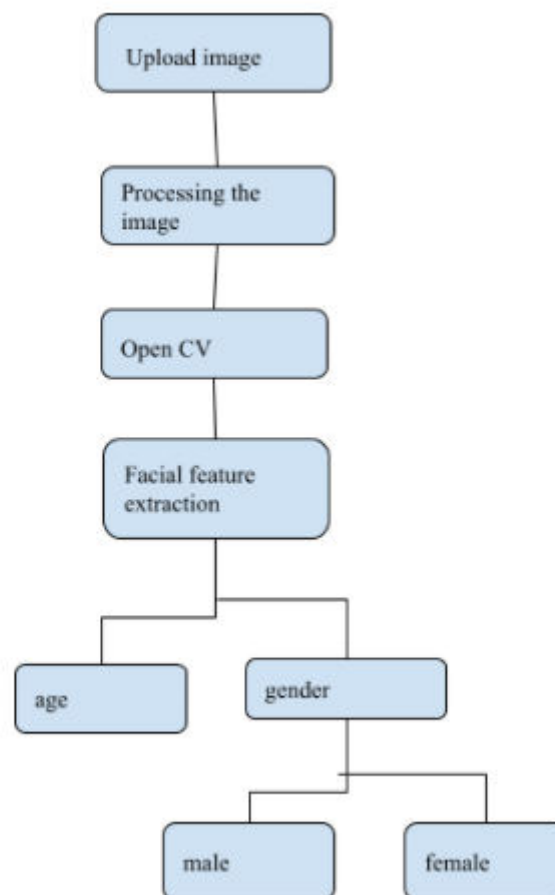 Upload image
Processing the
image
Open CV
Facial feature
extraction
age
gender
male
female